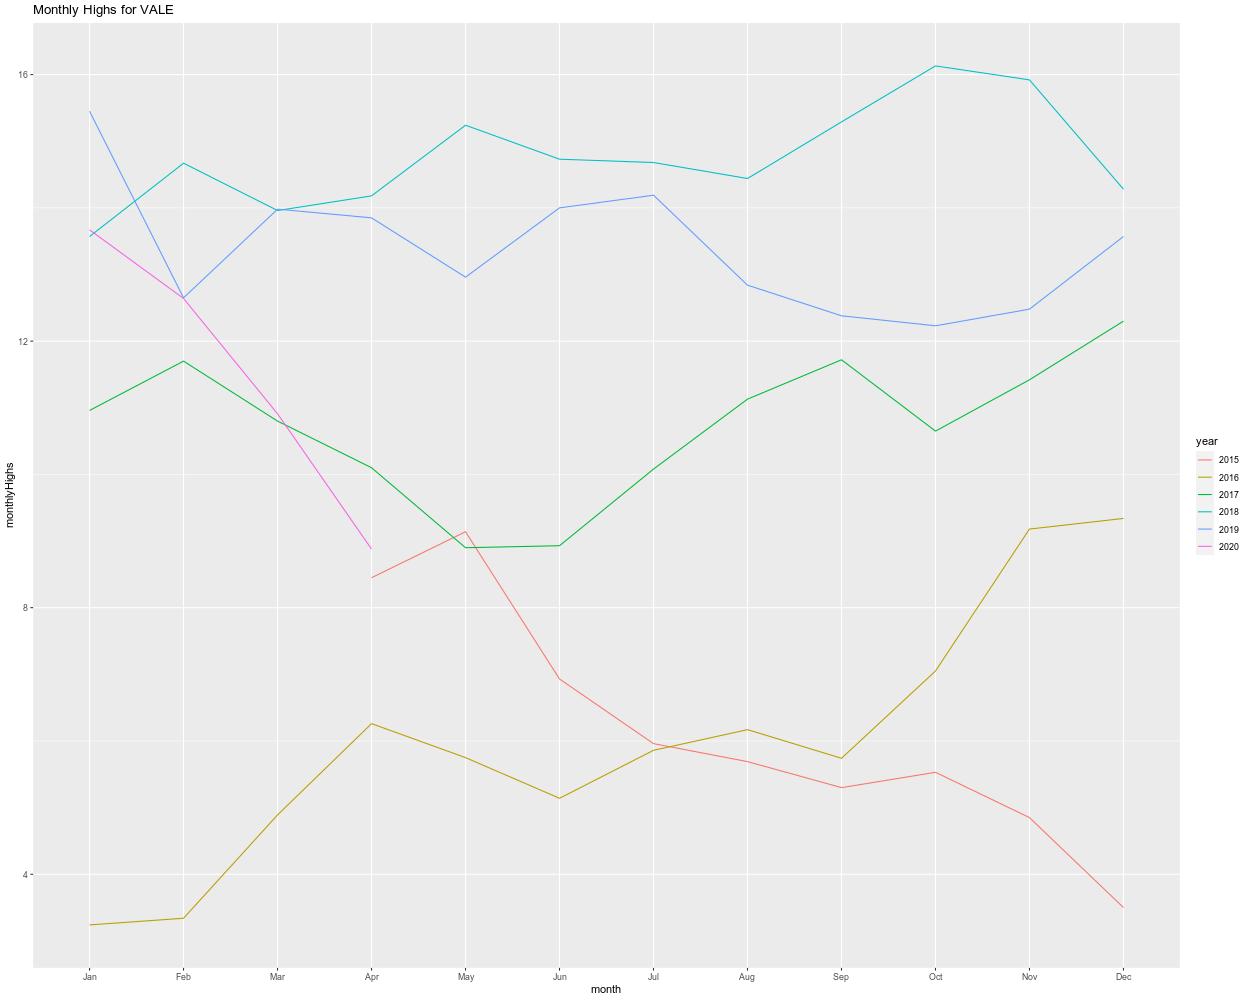 Monthly Highs for VALE
16
12
8
4
monthlyHighs
Jan Feb Mar Apr May Jun Jul Aug Sep Oct Nov Dec
month
year
2015
2016
2017
2018
2019
2020